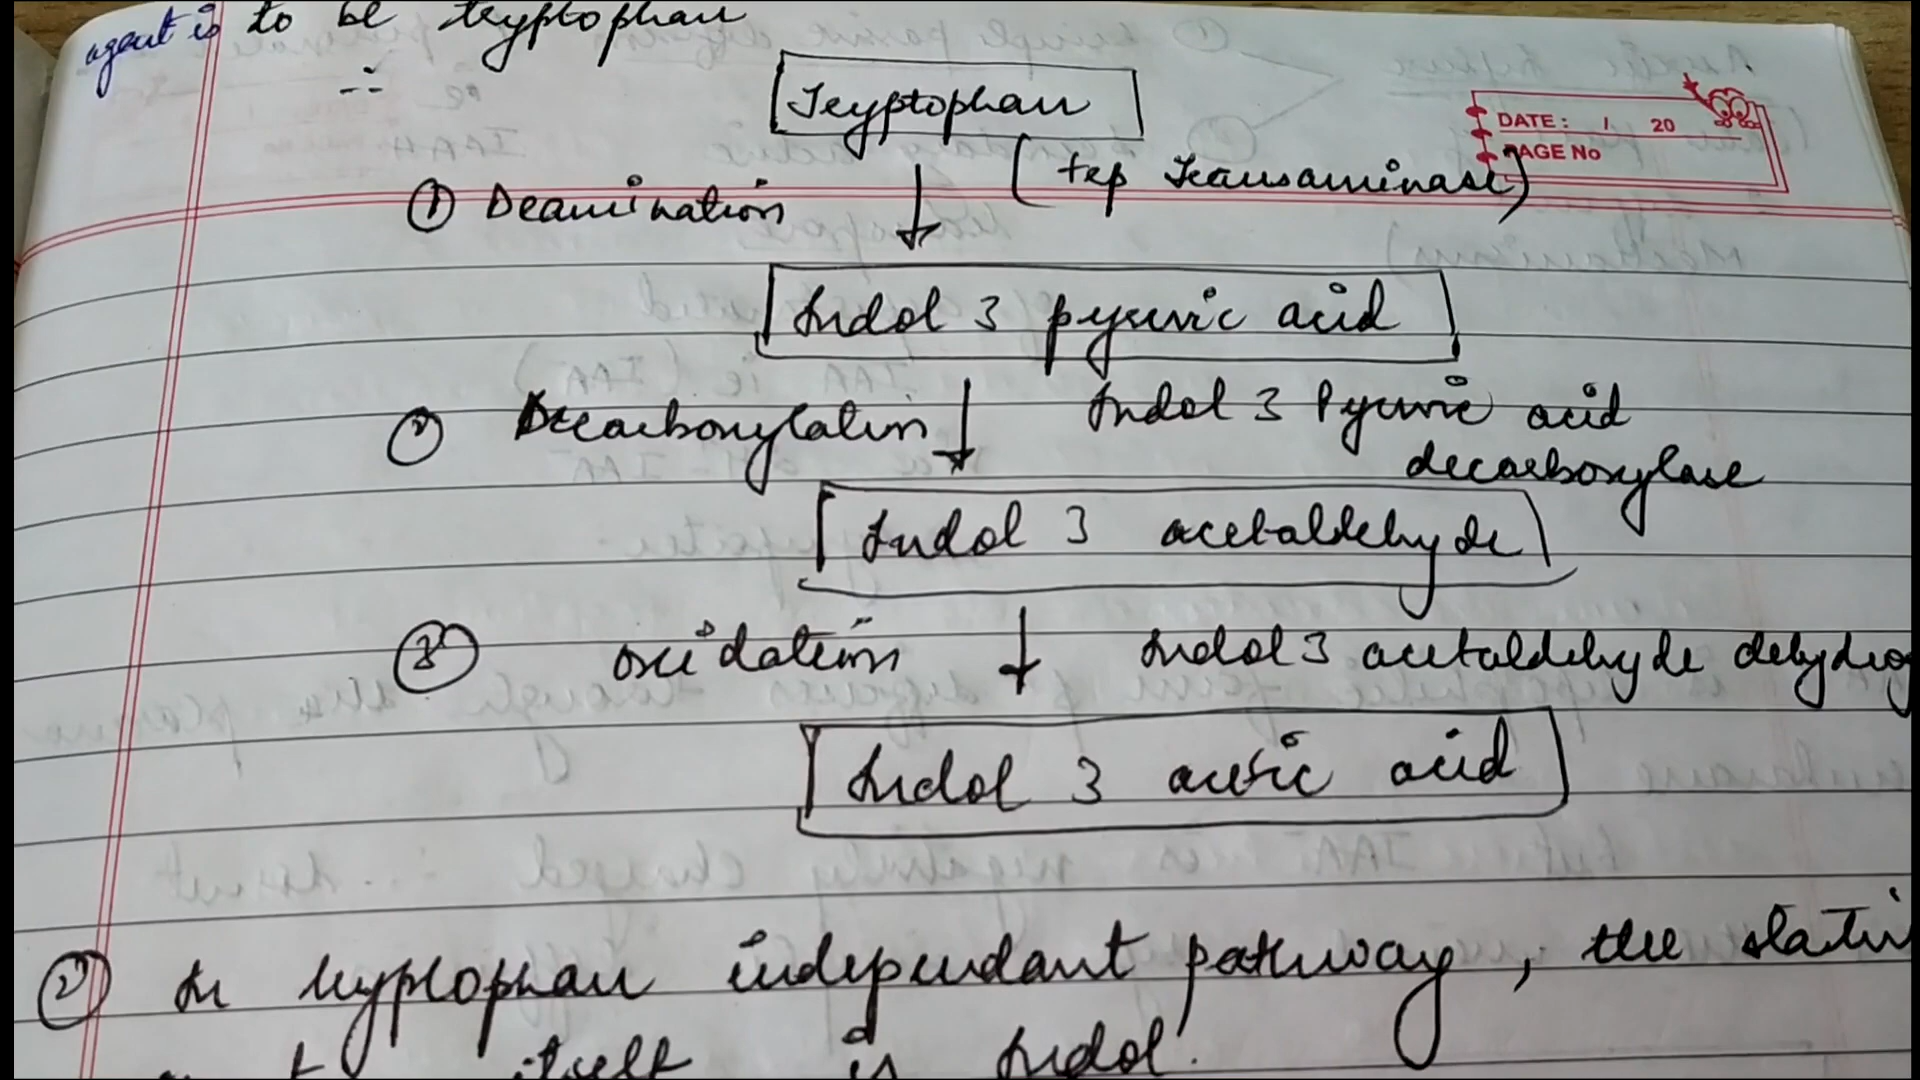 agent is to be tryptophan
∴ Tryptophan
DATE : / 20
PAGE No
① Deamination (trp transaminase)
Indol 3 pyruvic acid
② Decarboxylation Indol 3 Pyruvic acid
decarboxylase
Indol 3 acetaldehyde
③ oxidation Indol 3 acetaldehyde dehydrog
Indol 3 acetic acid
② In tryptophan independant pathway, the
itself is Indol.